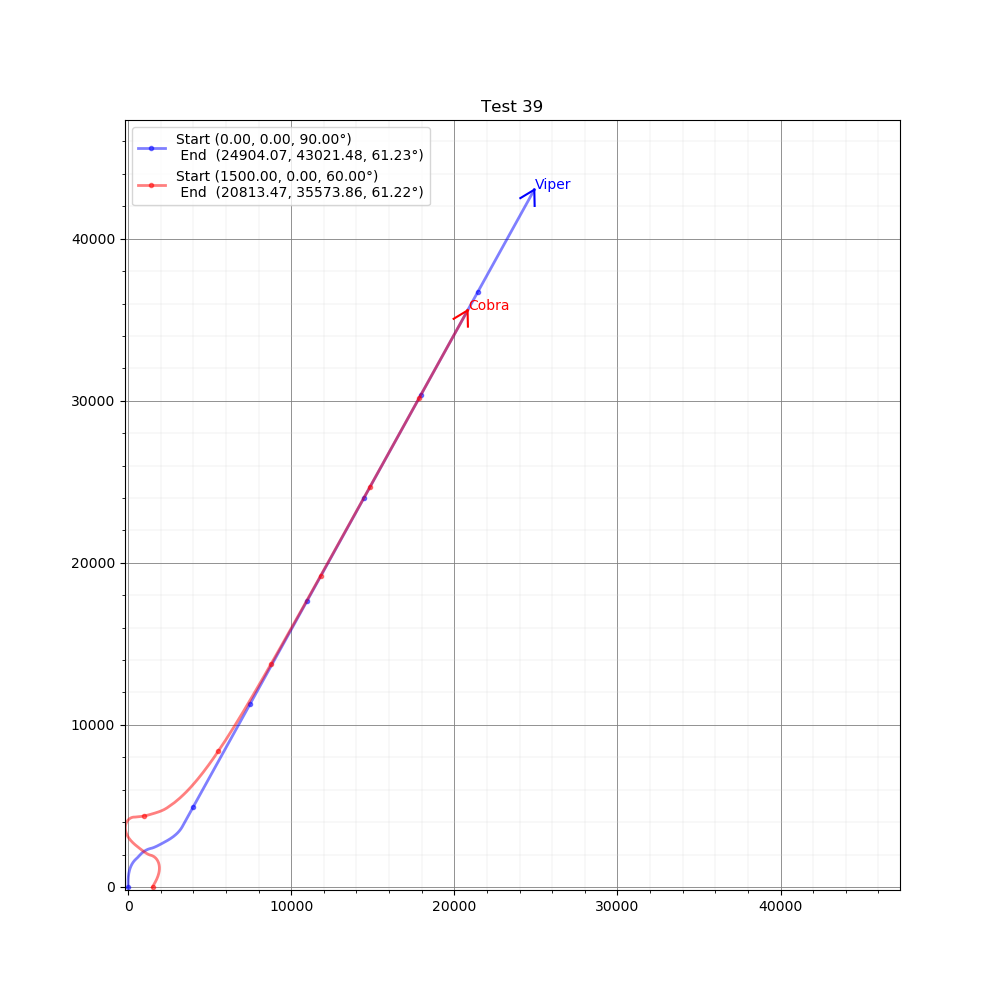 Test 39
Start (0.00, 0.00, 90.00°)
End (24904.07, 43021.48, 61.23°)
Start (1500.00, 0.00, 60.00°)
End (20813.47, 35573.86, 61.22°)
Viper
Cobra
40000
30000
20000
10000
0
0 10000 20000 30000 40000